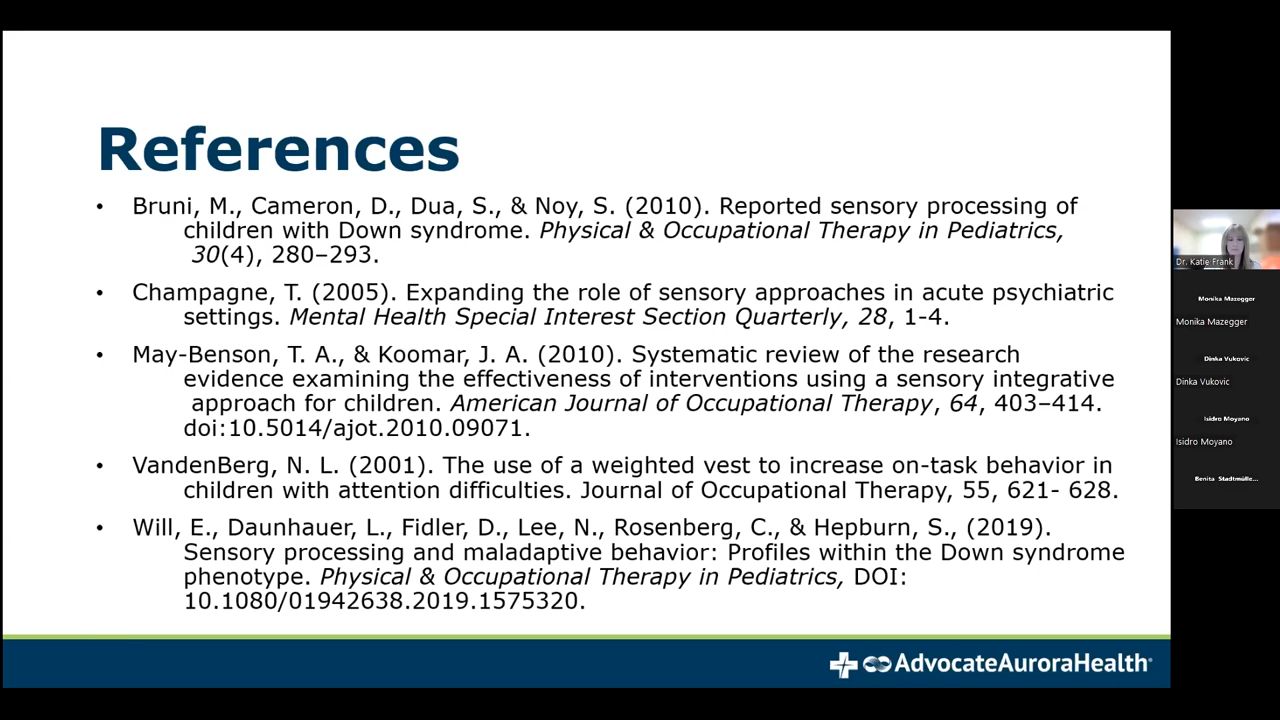 References
• Bruni, M., Cameron, D., Dua, S., & Noy, S. (2010). Reported sensory processing of
children with Down syndrome. Physical & Occupational Therapy in Pediatrics,
30(4), 280–293.
• Champagne, T. (2005). Expanding the role of sensory approaches in acute psychiatric
settings. Mental Health Special Interest Section Quarterly, 28, 1-4.
• May-Benson, T. A., & Koomar, J. A. (2010). Systematic review of the research
evidence examining the effectiveness of interventions using a sensory integrative
approach for children. American Journal of Occupational Therapy, 64, 403–414.
doi:10.5014/ajot.2010.09071.
• VandenBerg, N. L. (2001). The use of a weighted vest to increase on-task behavior in
children with attention difficulties. Journal of Occupational Therapy, 55, 621- 628.
• Will, E., Daunhauer, L., Fidler, D., Lee, N., Rosenberg, C., & Hepburn, S., (2019).
Sensory processing and maladaptive behavior: Profiles within the Down syndrome
phenotype. Physical & Occupational Therapy in Pediatrics, DOI:
10.1080/01942638.2019.1575320.
AdvocateAuroraHealth®
Dr. Katie Frank
Monika Mazegger
Monika Mazegger
Dinka Vukovic
Dinka Vukovic
Isidro Moyano
Isidro Moyano
Benita Stadtmülle...